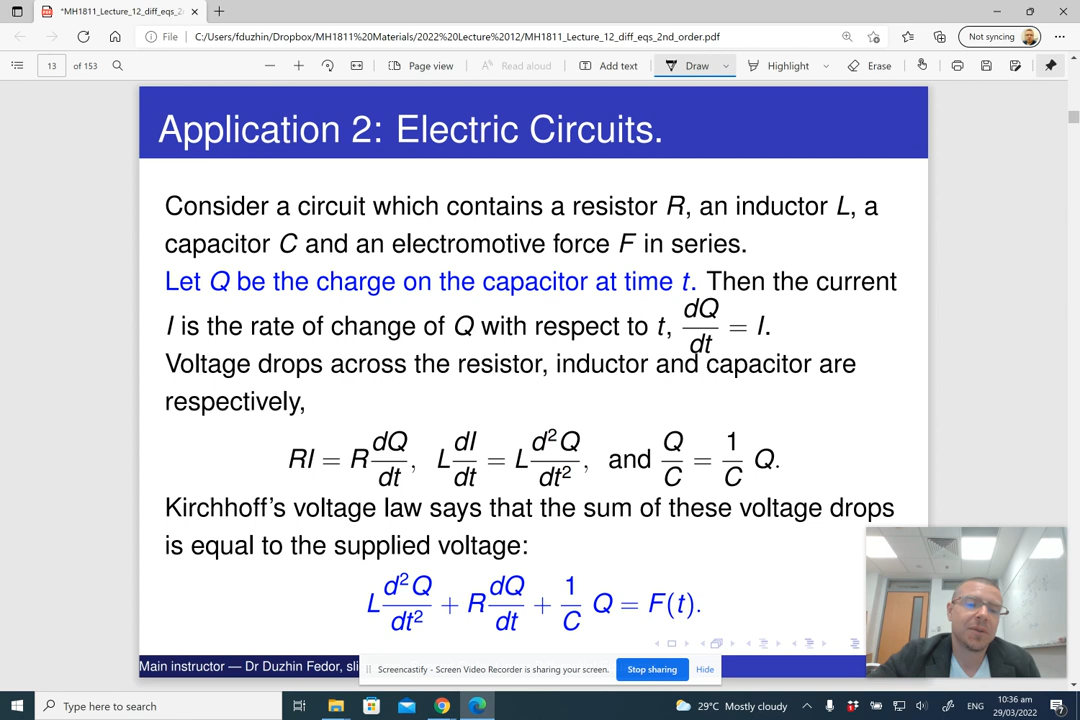 *MH1811_Lecture_12_diff_eqs_2nd
File C:/Users/fduzhin/Dropbox/MH1811%20Materials/2022%20Lecture%2012/MH1811_Lecture_12_diff_eqs_2nd_order.pdf Not syncing
13 of 153 Page view Read aloud Add text Draw Highlight Erase
Application 2: Electric Circuits.
Consider a circuit which contains a resistor R, an inductor L, a
capacitor C and an electromotive force F in series.
Let Q be the charge on the capacitor at time t. Then the current
I is the rate of change of Q with respect to t, dQ/dt = I.
Voltage drops across the resistor, inductor and capacitor are
respectively,
RI = R dQ/dt, L dI/dt = L d²Q/dt², and Q/C = 1/C Q.
Kirchhoff's voltage law says that the sum of these voltage drops
is equal to the supplied voltage:
L d²Q/dt² + R dQ/dt + 1/C Q = F(t).
Main instructor — Dr Duzhin Fedor, sli
Screencastify - Screen Video Recorder is sharing your screen. Stop sharing Hide
Type here to search 29°C Mostly cloudy ENG 10:36 am
29/03/2022
7